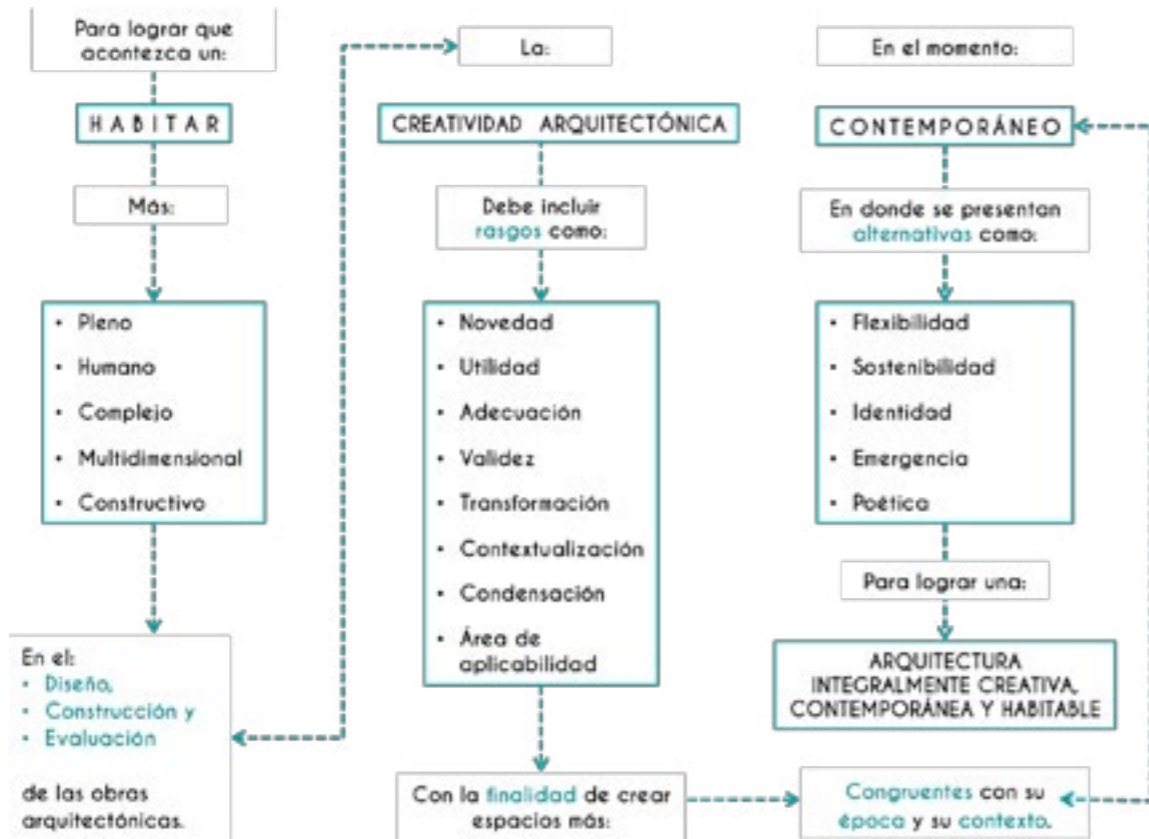 Para lograr que
acontezca un:
HABITAR
Más:
• Pleno
• Humano
• Complejo
• Multidimensional
• Constructivo
En el:
• Diseño,
• Construcción y
• Evaluación
de las obras
arquitectónicas.
La:
CREATIVIDAD ARQUITECTÓNICA
Debe incluir
rasgos como:
• Novedad
• Utilidad
• Adecuación
• Validez
• Transformación
• Contextualización
• Condensación
• Área de
aplicabilidad
Con la finalidad de crear
espacios más:
En el momento:
CONTEMPORÁNEO
En donde se presentan
alternativas como:
• Flexibilidad
• Sostenibilidad
• Identidad
• Emergencia
• Poética
Para lograr una:
ARQUITECTURA
INTEGRALMENTE CREATIVA,
CONTEMPORÁNEA Y HABITABLE
Congruentes con su
época y su contexto.